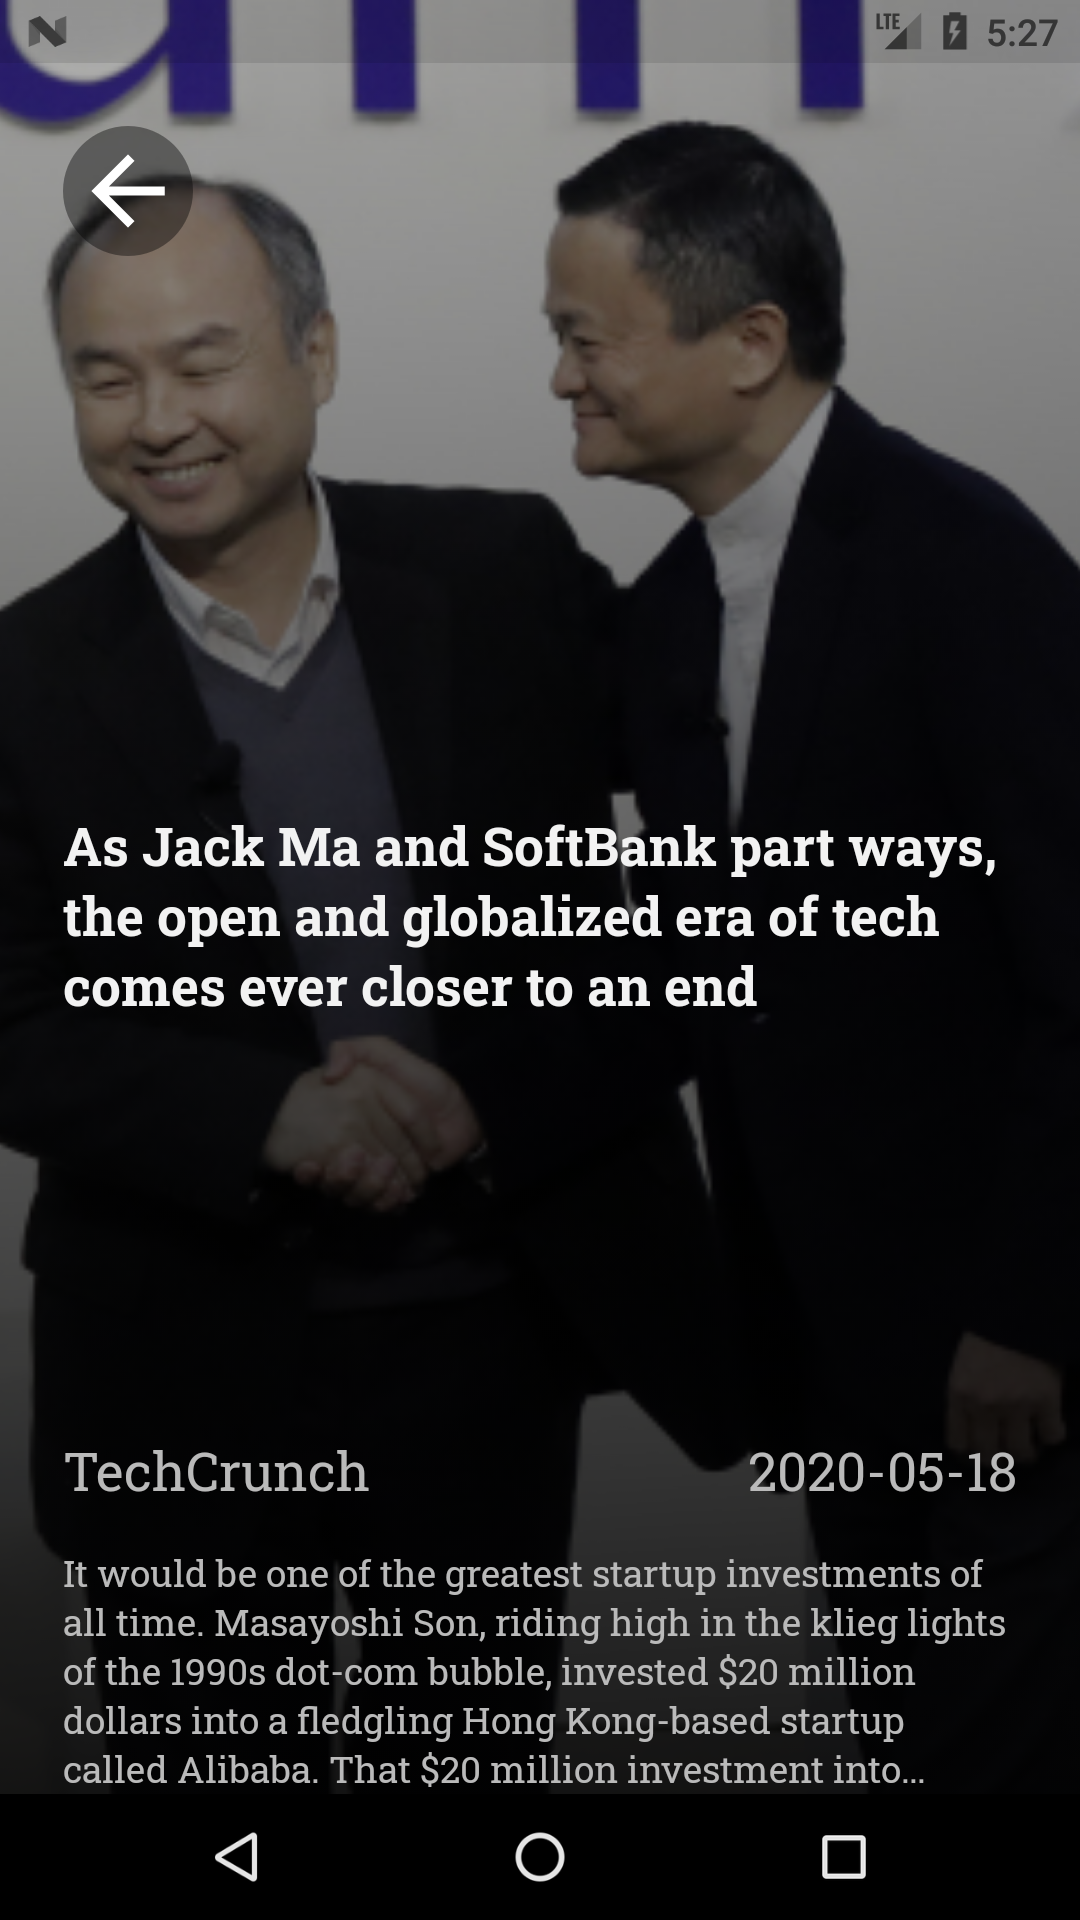 LTE 5:27
As Jack Ma and SoftBank part ways,
the open and globalized era of tech
comes ever closer to an end
TechCrunch 2020-05-18
It would be one of the greatest startup investments of
all time. Masayoshi Son, riding high in the klieg lights
of the 1990s dot-com bubble, invested $20 million
dollars into a fledgling Hong Kong-based startup
called Alibaba. That $20 million investment into…